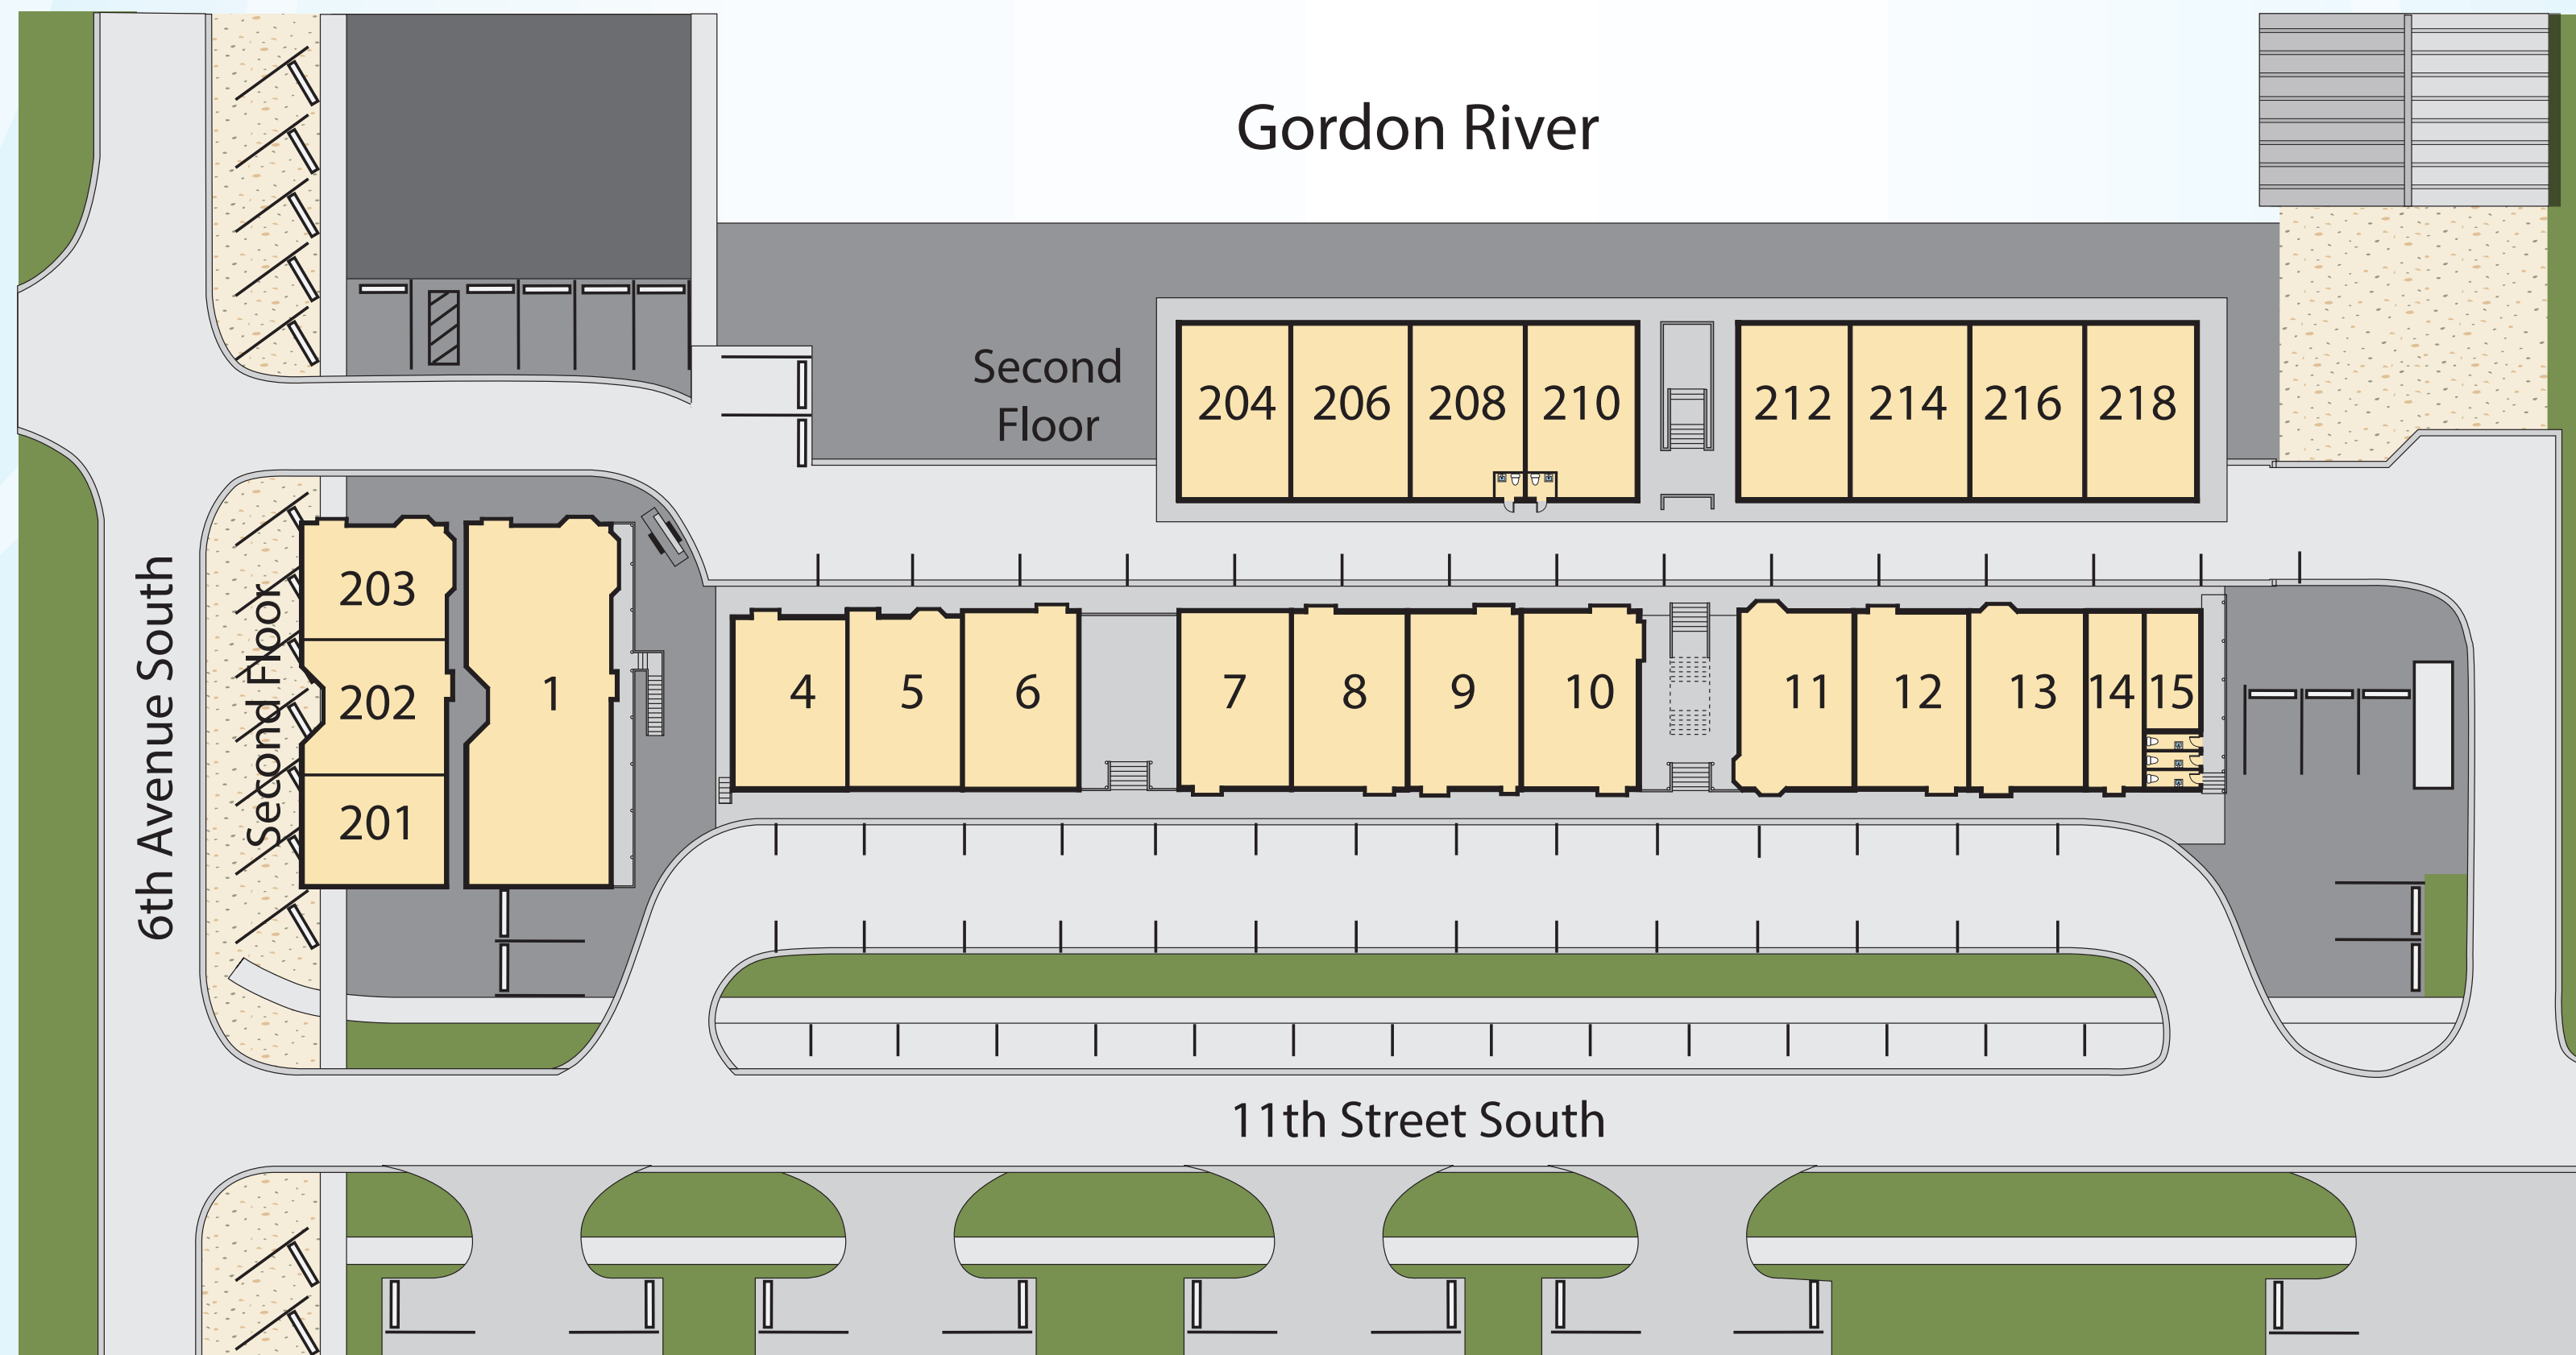 Gordon River
Second
Floor
204 206 208 210 212 214 216 218
6th Avenue South
Second Floor
203
202
201
1
4 5 6 7 8 9 10 11 12 13 14 15
11th Street South